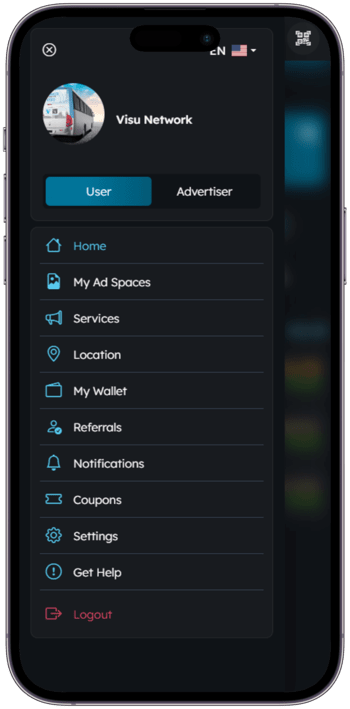 EN
Visu Network
User
Advertiser
Home
My Ad Spaces
Services
Location
My Wallet
Referrals
Notifications
Coupons
Settings
Get Help
Logout